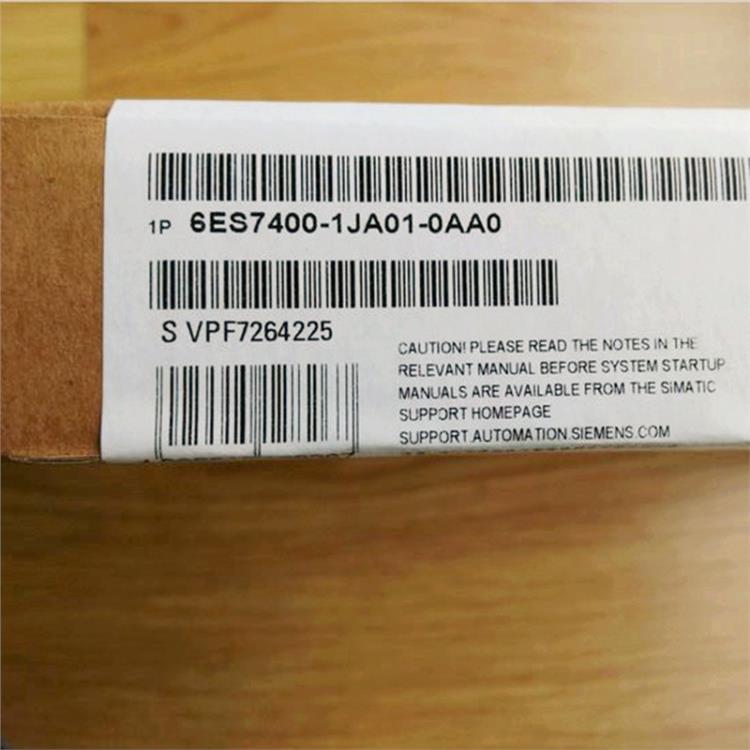 1P 6ES7400-1JA01-0AA0
S VPF7264225
CAUTION! PLEASE READ THE NOTES IN THE
RELEVANT MANUAL BEFORE SYSTEM STARTUP.
MANUALS ARE AVAILABLE FROM THE SIMATIC
SUPPORT HOMEPAGE
SUPPORT.AUTOMATION.SIEMENS.COM